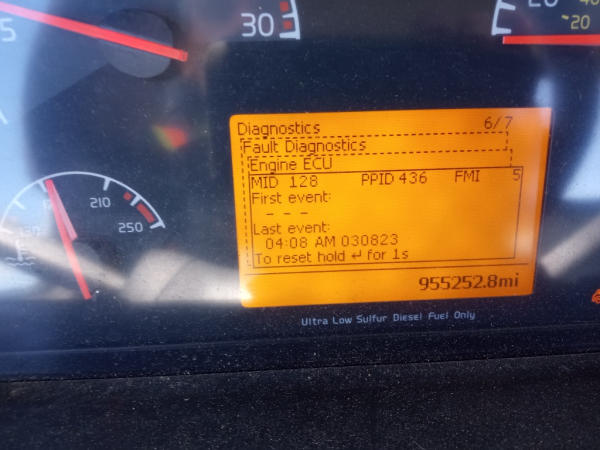 5
30
20
40
-20
Diagnostics 6/7
Fault Diagnostics
Engine ECU
MID 128 PPID 436 FMI 5
First event:
- - -
Last event:
04:08 AM 030823
To reset hold ↵ for 1s
955252.8mi
210
250
Ultra Low Sulfur Diesel Fuel Only